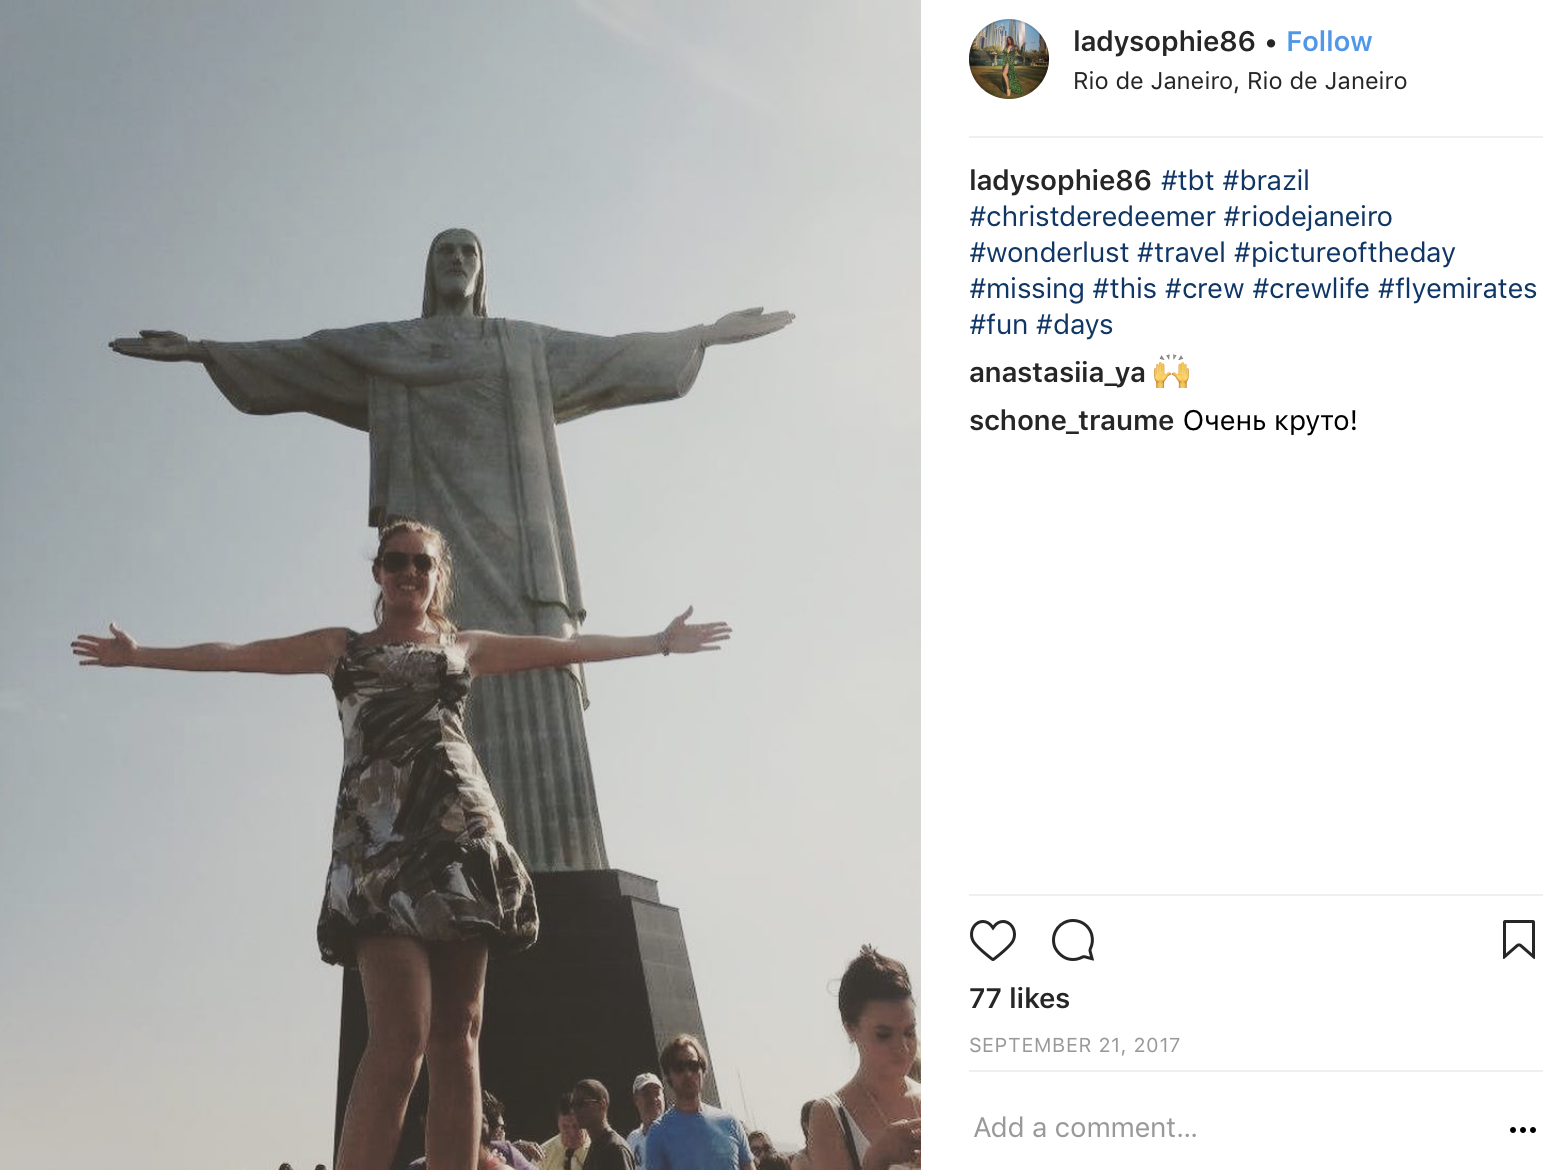 ladysophie86 • Follow
Rio de Janeiro, Rio de Janeiro
ladysophie86 #tbt #brazil
#christderedeemer #riodejaneiro
#wonderlust #travel #pictureoftheday
#missing #this #crew #crewlife #flyemirates
#fun #days
anastasiia_ya 🙌
schone_traume Очень круто!
77 likes
SEPTEMBER 21, 2017
Add a comment...